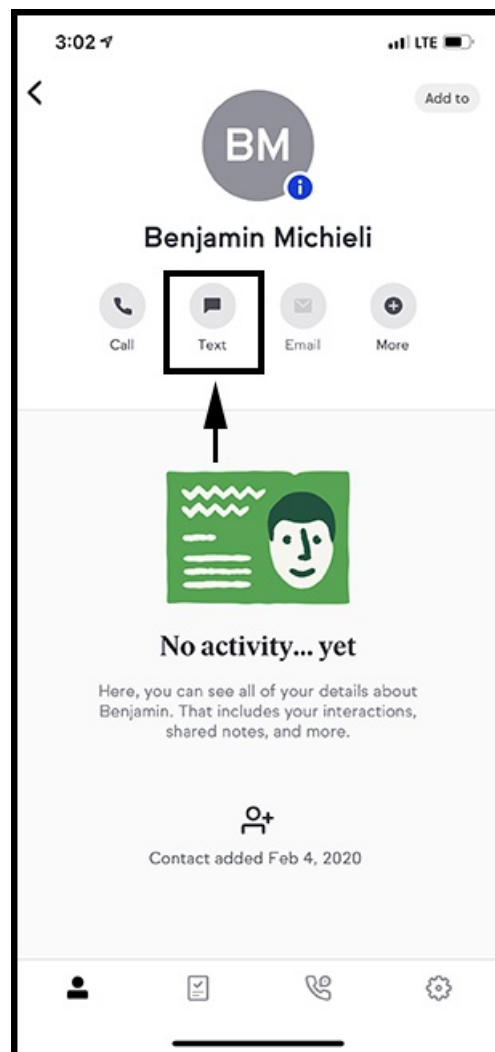 3:02
LTE
Add to
BM
i
Benjamin Michieli
Call Text Email More
No activity... yet
Here, you can see all of your details about
Benjamin. That includes your interactions,
shared notes, and more.
Contact added Feb 4, 2020